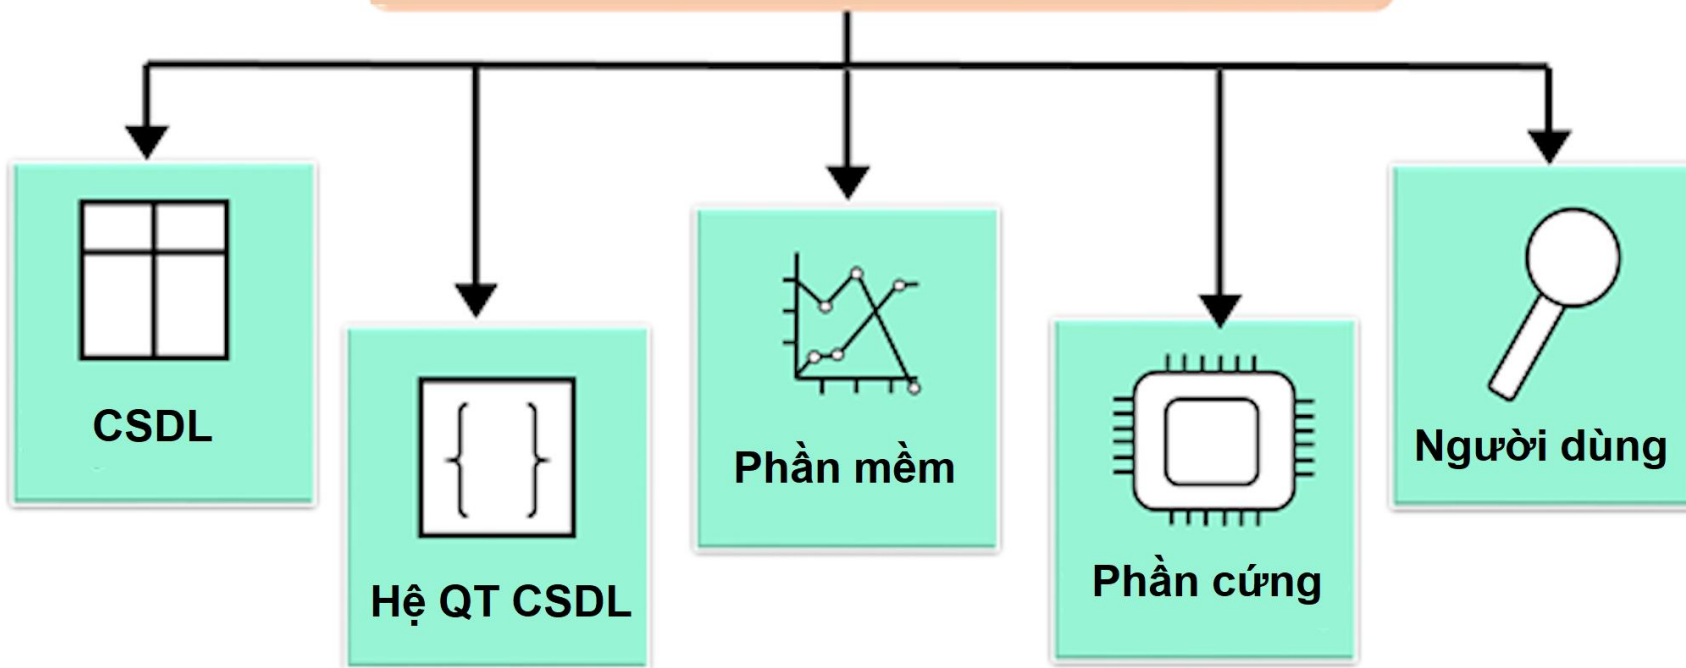 CSDL
Hệ QT CSDL
Phần mềm
Phần cứng
Người dùng